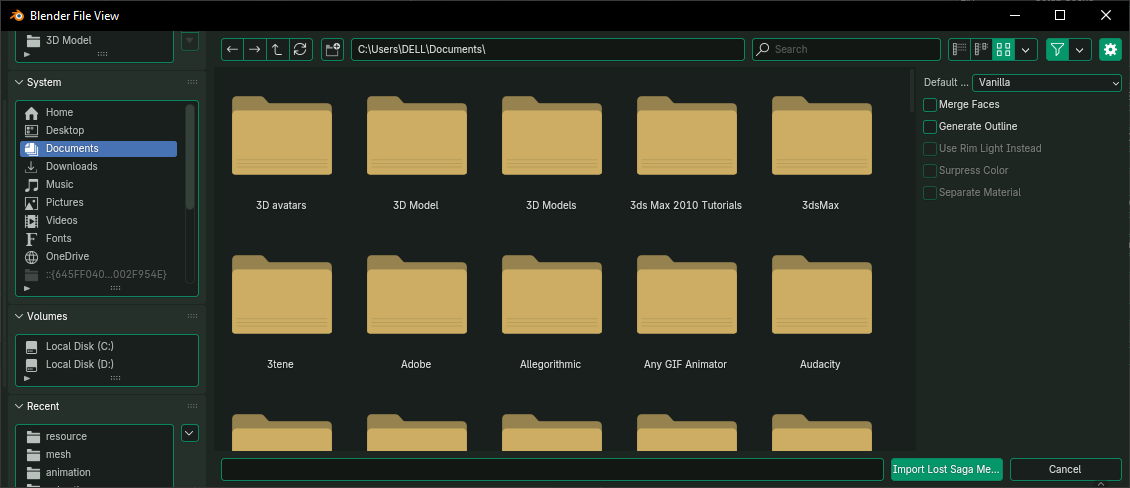 Blender File View
3D Model
C:\Users\DELL\Documents\
Search
System
Home
Desktop
Documents
Downloads
Music
Pictures
Videos
Fonts
OneDrive
::{645FF040...002F954E}
Volumes
Local Disk (C:)
Local Disk (D:)
Recent
resource
mesh
animation
3D avatars
3D Model
3D Models
3ds Max 2010 Tutorials
3dsMax
3tene
Adobe
Allegorithmic
Any GIF Animator
Audacity
Default ...
Vanilla
Merge Faces
Generate Outline
Use Rim Light Instead
Surpress Color
Separate Material
Import Lost Saga Me...
Cancel